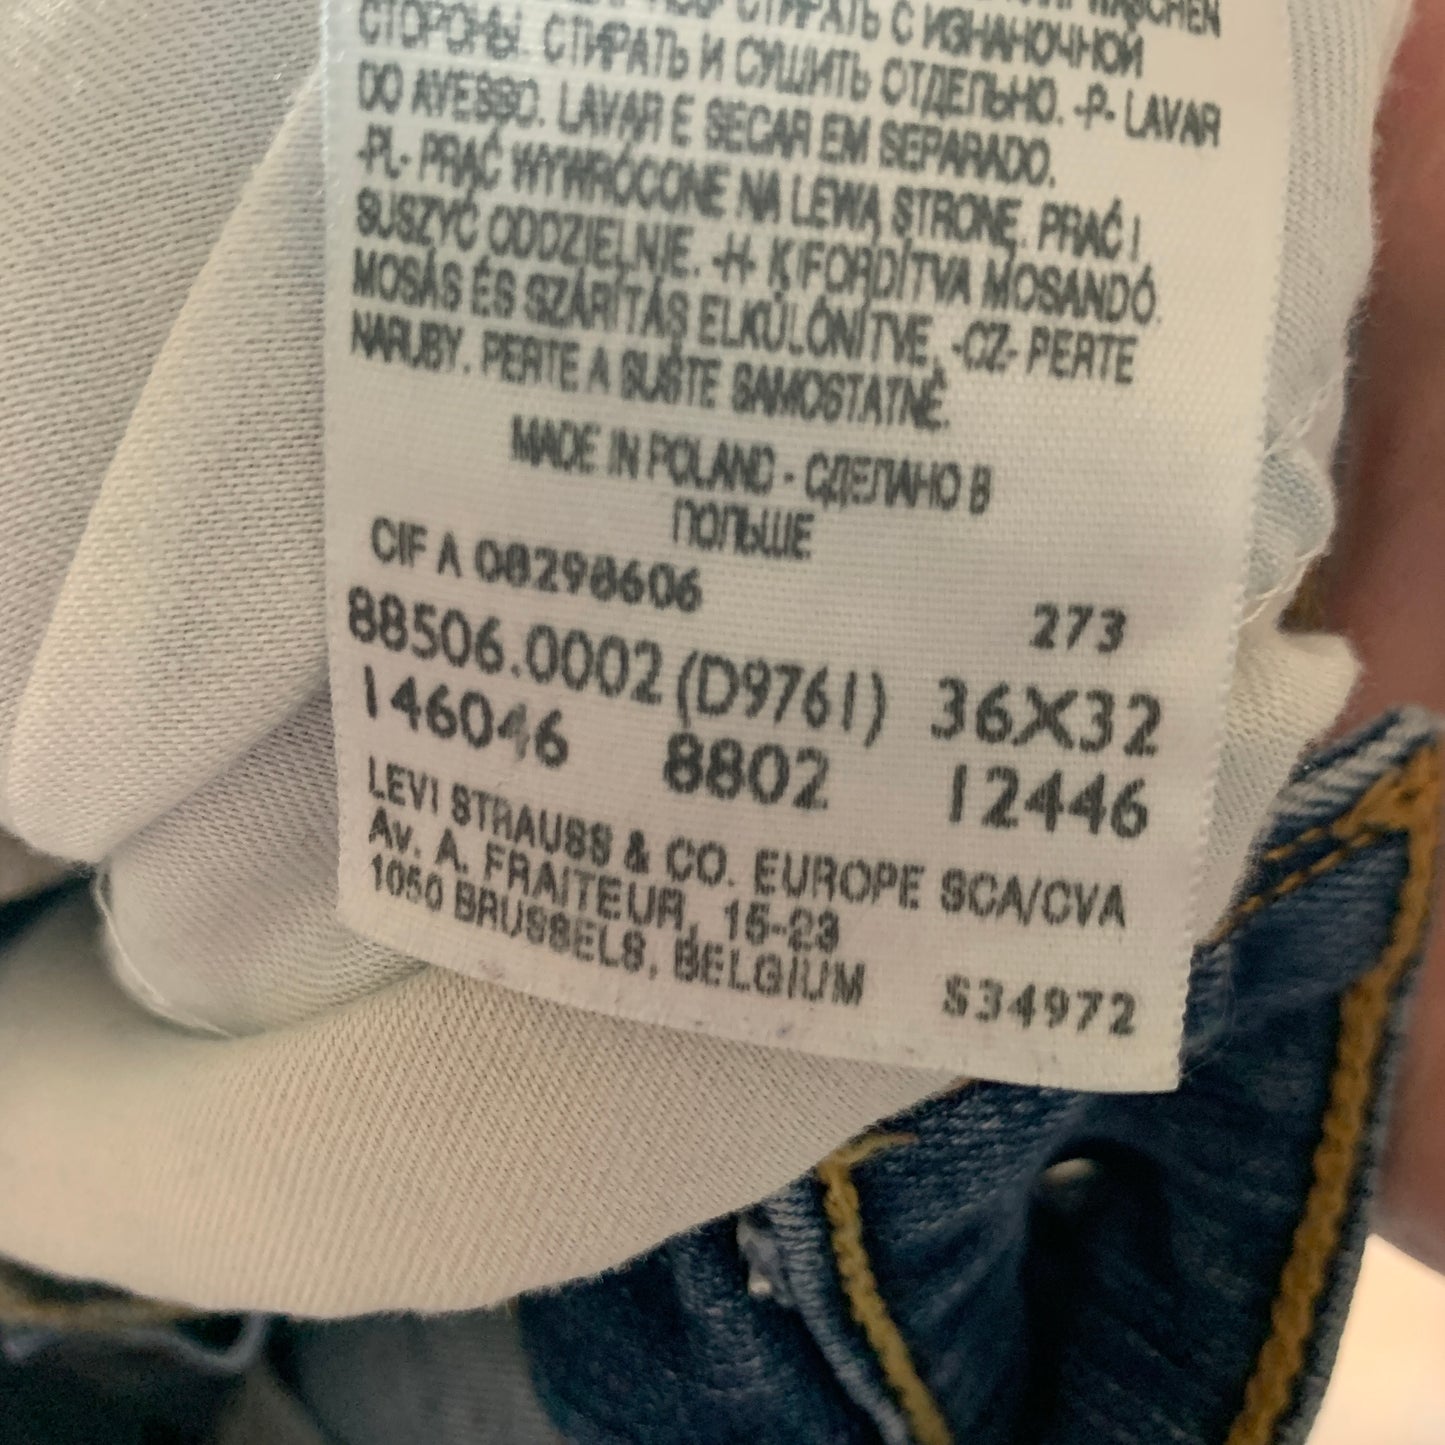 WASCHEN
СТИРАТЬ С ИЗНАНОЧНОЙ
СТОРОНЫ. СТИРАТЬ И СУШИТЬ ОТДЕЛЬНО. -P- LAVAR
DO AVESSO. LAVAR E SECAR EM SEPARADO.
-PL- PRAĆ WYWRÓCONE NA LEWĄ STRONĘ. PRAĆ I
SUSZYĆ ODDZIELNIE. -H- KIFORDÍTVA MOSANDÓ.
MOSÁS ÉS SZÁRÍTÁS ELKÜLÖNÍTVE. -CZ- PERTE
NARUBY. PERTE A SUŠTE SAMOSTATNĚ.
MADE IN POLAND - СДЕЛАНО В
ПОЛЬШЕ
CIF A 08298606 273
88506.0002 (D9761) 36X32
146046 8802 12446
LEVI STRAUSS & CO. EUROPE SCA/CVA
Av. A. FRAITEUR, 15-23
1050 BRUSSELS, BELGIUM S34972